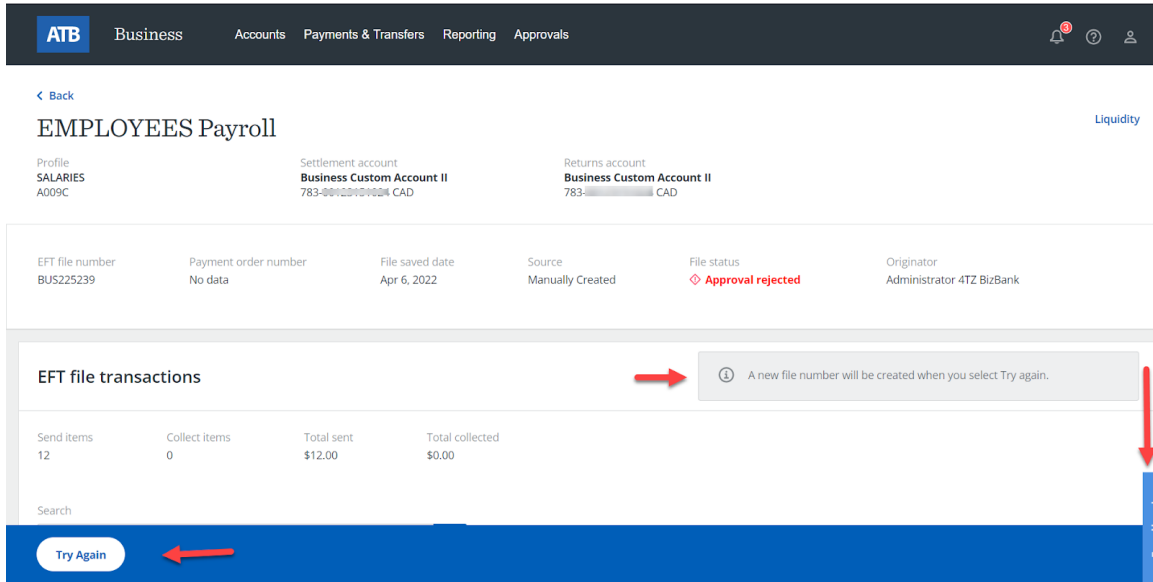 ATB Business Accounts Payments & Transfers Reporting Approvals 3
Back
EMPLOYEES Payroll
Liquidity
Profile Settlement account Returns account
SALARIES Business Custom Account II Business Custom Account II
A009C 783- CAD 783- CAD
EFT file number Payment order number File saved date Source File status Originator
BUS225239 No data Apr 6, 2022 Manually Created Approval rejected Administrator 4TZ BizBank
EFT file transactions
A new file number will be created when you select Try again.
Send items Collect items Total sent Total collected
12 0 $12.00 $0.00
Search
Try Again